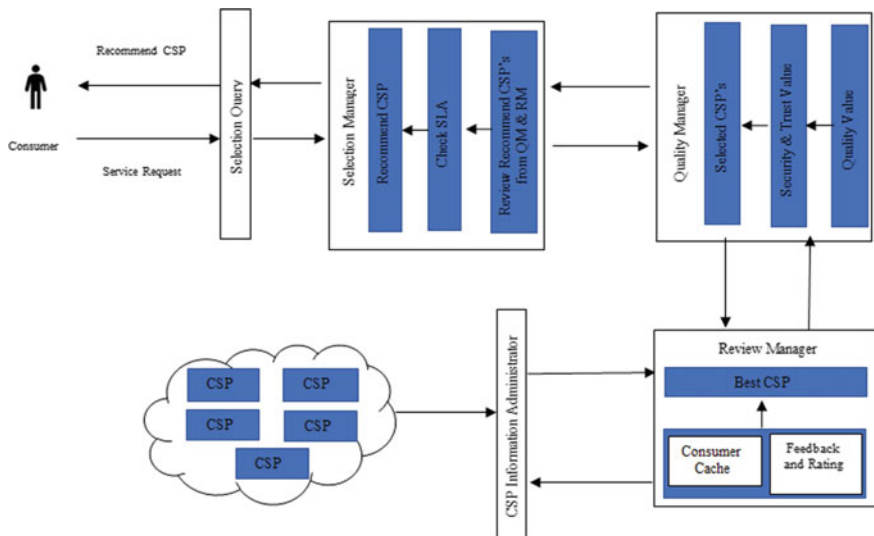 Recommend CSP
Consumer
Service Request
Selection Query
Selection Manager
Recommend CSP
Check SLA
Review Recommend CSP's
from QM & RM
Quality Manager
Selected CSP's
Security & Trust Value
Quality Value
CSP
CSP
CSP
CSP
CSP
CSP Information Administrator
Review Manager
Best CSP
Consumer
Cache
Feedback
and Rating